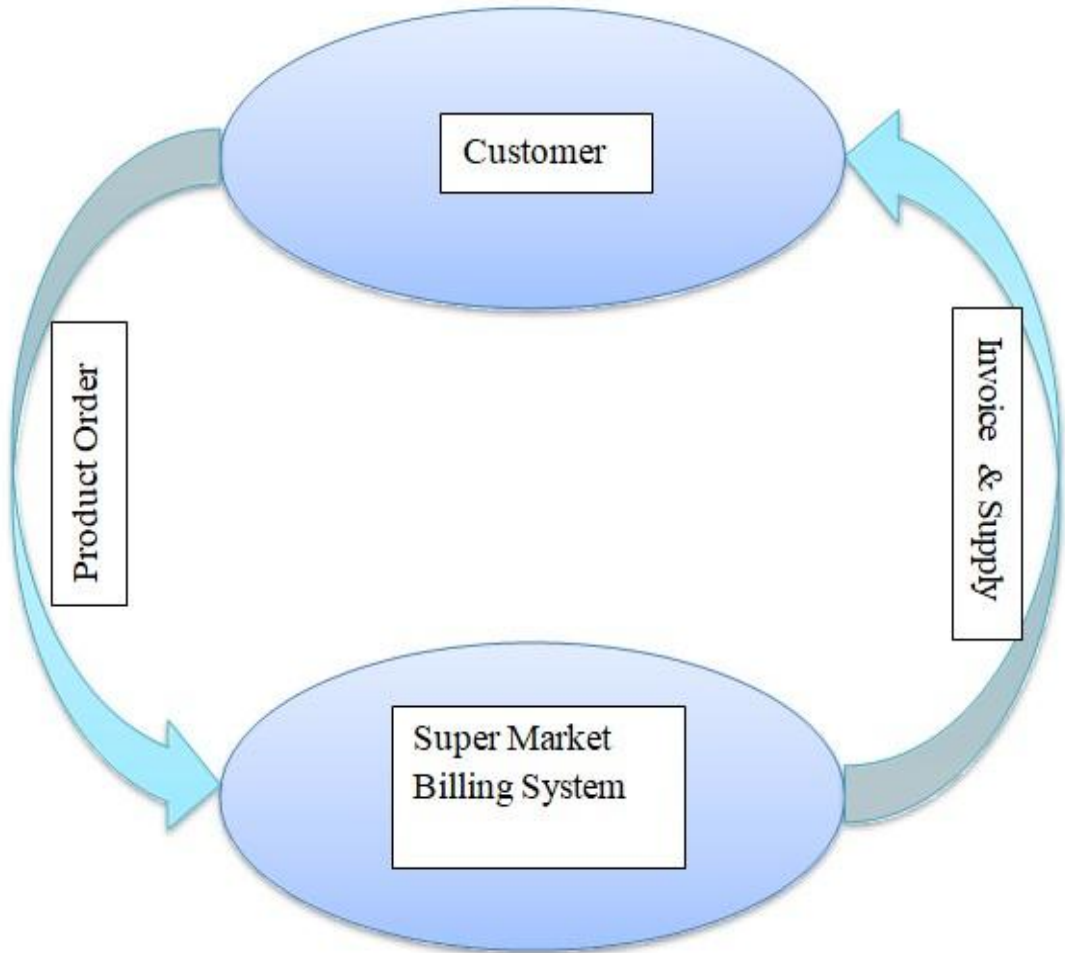 Customer
Product Order
Invoice & Supply
Super Market
Billing System